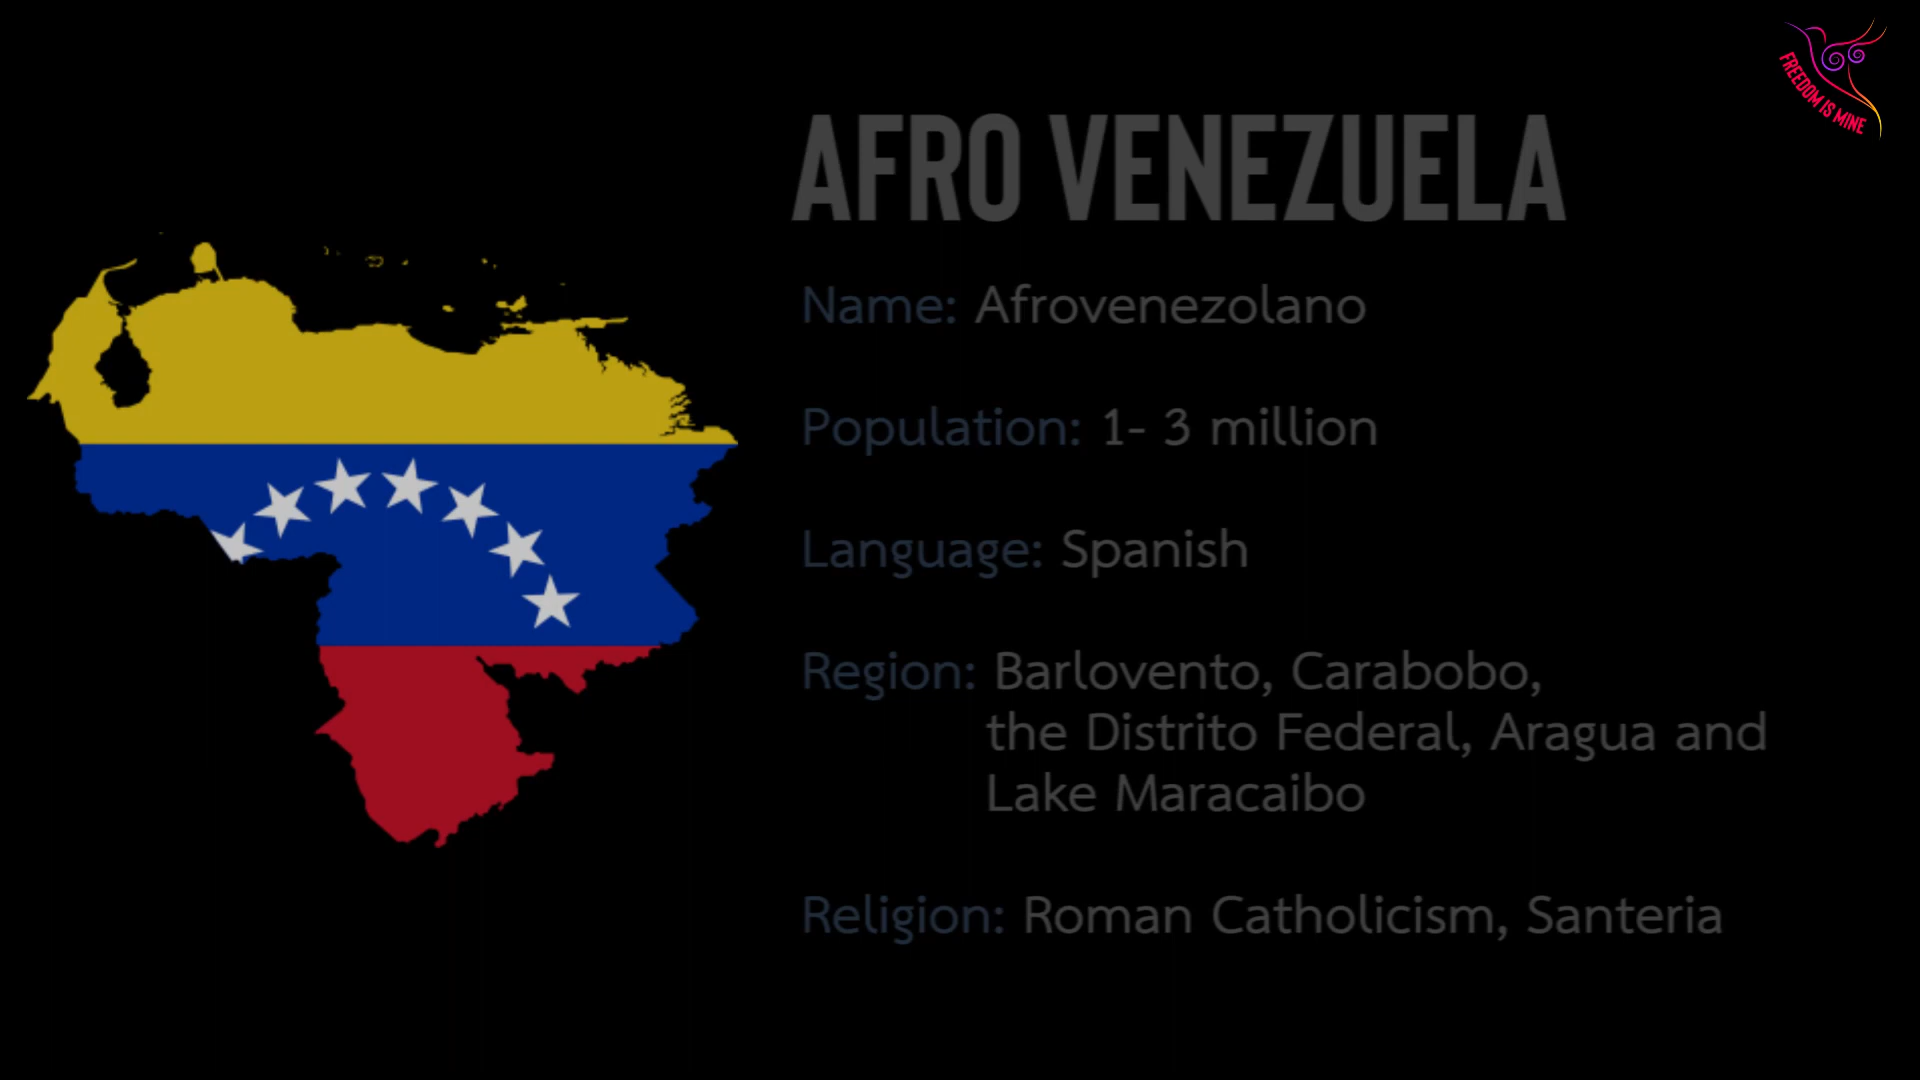 FREEDOM IS MINE
AFRO VENEZUELA
Name: Afrovenezolano
Population: 1- 3 million
Language: Spanish
Region: Barlovento, Carabobo,
the Distrito Federal, Aragua and
Lake Maracaibo
Religion: Roman Catholicism, Santeria